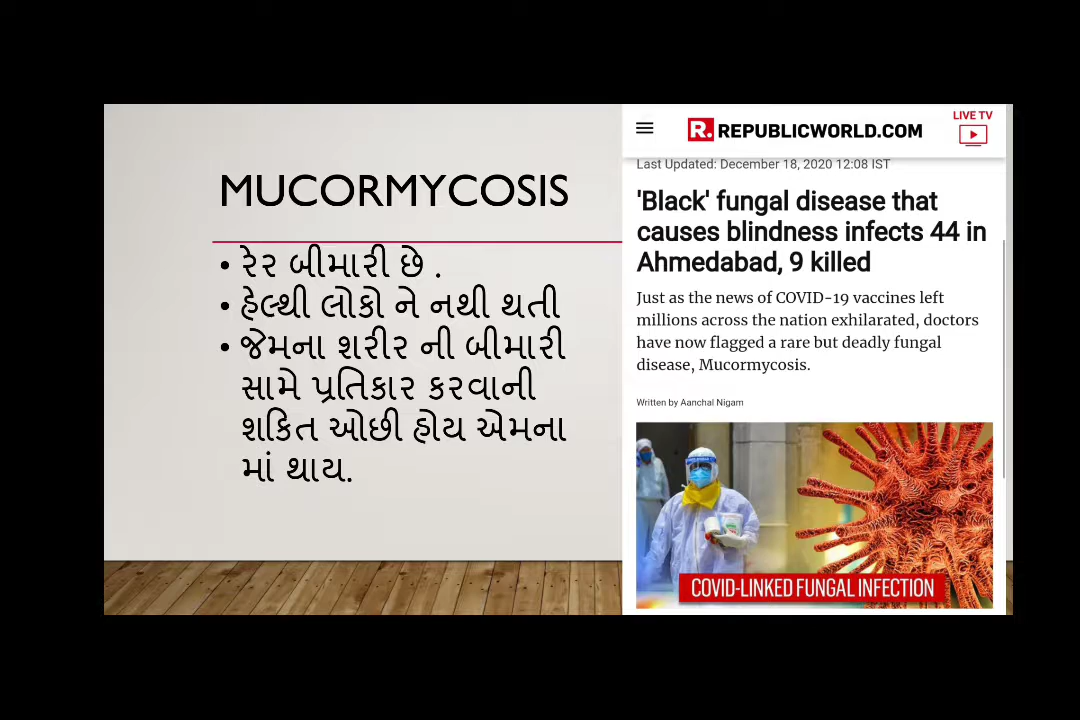 MUCORMYCOSIS
• રેર બીમારી છે .
• હેલ્થી લોકો ને નથી થતી
• જેમના શરીર ની બીમારી
સામે પ્રતિકાર કરવાની
શકિત ઓછી હોય એમના
માં થાય.
R. REPUBLICWORLD.COM
LIVE TV
Last Updated: December 18, 2020 12:08 IST
'Black' fungal disease that
causes blindness infects 44 in
Ahmedabad, 9 killed
Just as the news of COVID-19 vaccines left
millions across the nation exhilarated, doctors
have now flagged a rare but deadly fungal
disease, Mucormycosis.
Written by Aanchal Nigam
COVID-LINKED FUNGAL INFECTION